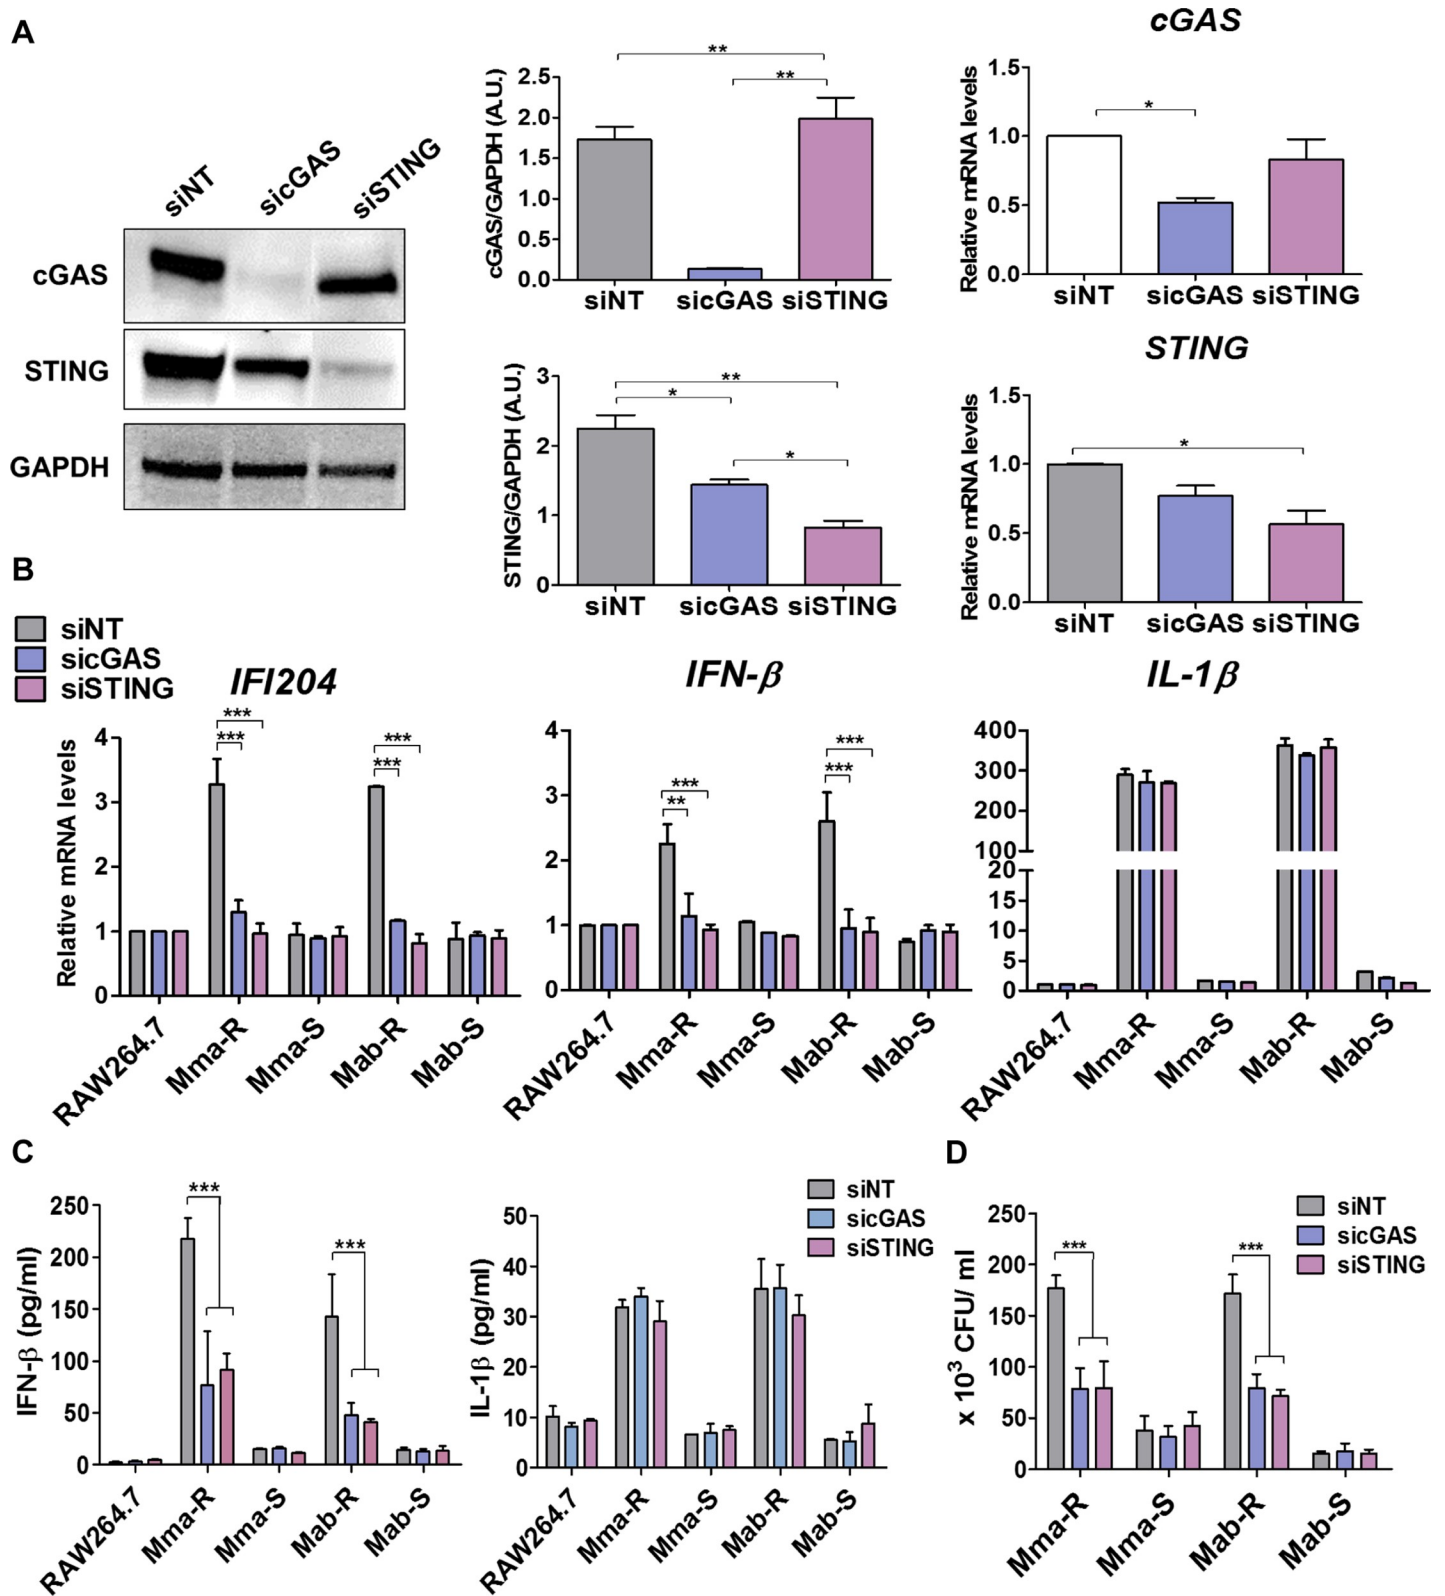 A
siNT
sicGAS
siSTING
cGAS
STING
GAPDH
**
**
cGAS/GAPDH (A.U.)
2.5
2.0
1.5
1.0
0.5
0.0
siNT
sicGAS
siSTING
cGAS
*
Relative mRNA levels
1.5
1.0
0.5
0.0
siNT
sicGAS
siSTING
**
*
*
STING/GAPDH (A.U.)
3
2
1
0
siNT
sicGAS
siSTING
STING
*
Relative mRNA levels
1.5
1.0
0.5
0.0
siNT
sicGAS
siSTING
B
siNT
sicGAS
siSTING
IFI204
***
***
***
***
Relative mRNA levels
4
3
2
1
0
RAW264.7
Mma-R
Mma-S
Mab-R
Mab-S
IFN-β
***
**
***
***
4
3
2
1
0
RAW264.7
Mma-R
Mma-S
Mab-R
Mab-S
IL-1β
400
300
200
100
20
15
10
5
0
RAW264.7
Mma-R
Mma-S
Mab-R
Mab-S
C
***
***
IFN-β (pg/ml)
250
200
150
100
50
0
RAW264.7
Mma-R
Mma-S
Mab-R
Mab-S
siNT
sicGAS
siSTING
IL-1β (pg/ml)
50
40
30
20
10
0
RAW264.7
Mma-R
Mma-S
Mab-R
Mab-S
D
siNT
sicGAS
siSTING
***
***
x 10³ CFU/ ml
250
200
150
100
50
0
Mma-R
Mma-S
Mab-R
Mab-S